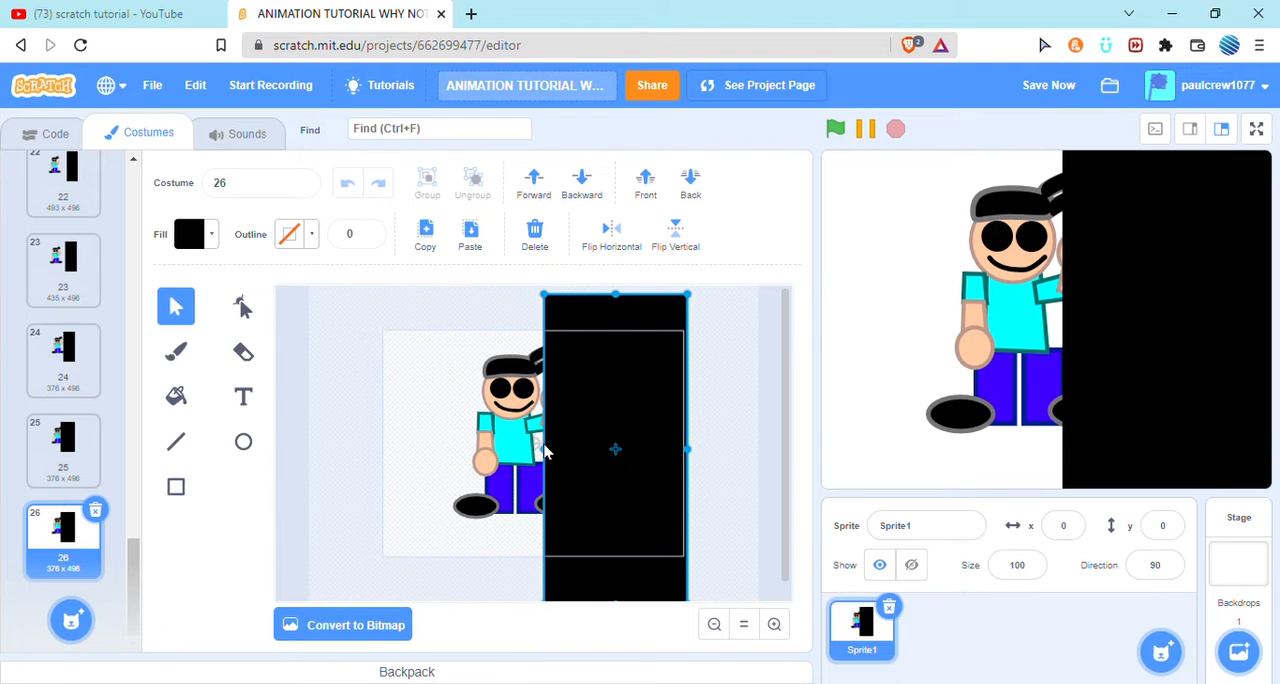 (73) scratch tutorial - YouTube
ANIMATION TUTORIAL WHY NOT
scratch.mit.edu/projects/662699477/editor
2
SCRATCH
File
Edit
Start Recording
Tutorials
ANIMATION TUTORIAL W...
Share
See Project Page
Save Now
paulcrew1077
Code
Costumes
Sounds
Find
Find (Ctrl+F)
Costume
26
Group
Ungroup
Forward
Backward
Front
Back
Fill
Outline
0
Copy
Paste
Delete
Flip Horizontal
Flip Vertical
22
22
493 x 496
23
23
435 x 496
24
24
376 x 496
25
25
376 x 496
26
26
376 x 496
T
Convert to Bitmap
Backpack
Sprite
Sprite1
x
0
y
0
Show
Size
100
Direction
90
Sprite1
Stage
Backdrops
1